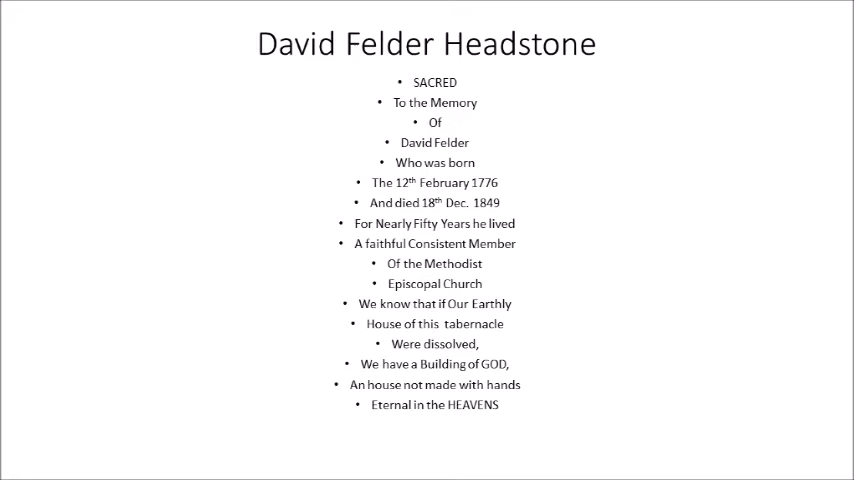 David Felder Headstone
• SACRED
• To the Memory
• Of
• David Felder
• Who was born
• The 12th February 1776
• And died 18th Dec. 1849
• For Nearly Fifty Years he lived
• A faithful Consistent Member
• Of the Methodist
• Episcopal Church
• We know that if Our Earthly
• House of this tabernacle
• Were dissolved,
• We have a Building of GOD,
• An house not made with hands
• Eternal in the HEAVENS